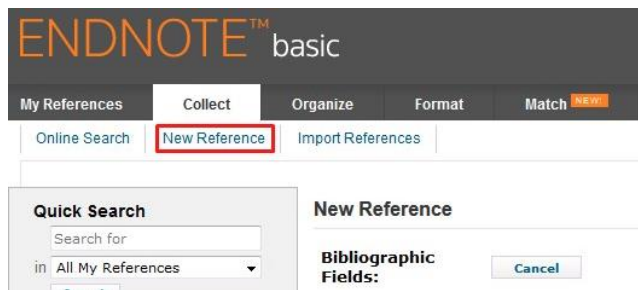 ENDNOTE™ basic
My References Collect Organize Format Match NEW!
Online Search New Reference Import References
Quick Search
Search for
in All My References
New Reference
Bibliographic Fields:
Cancel